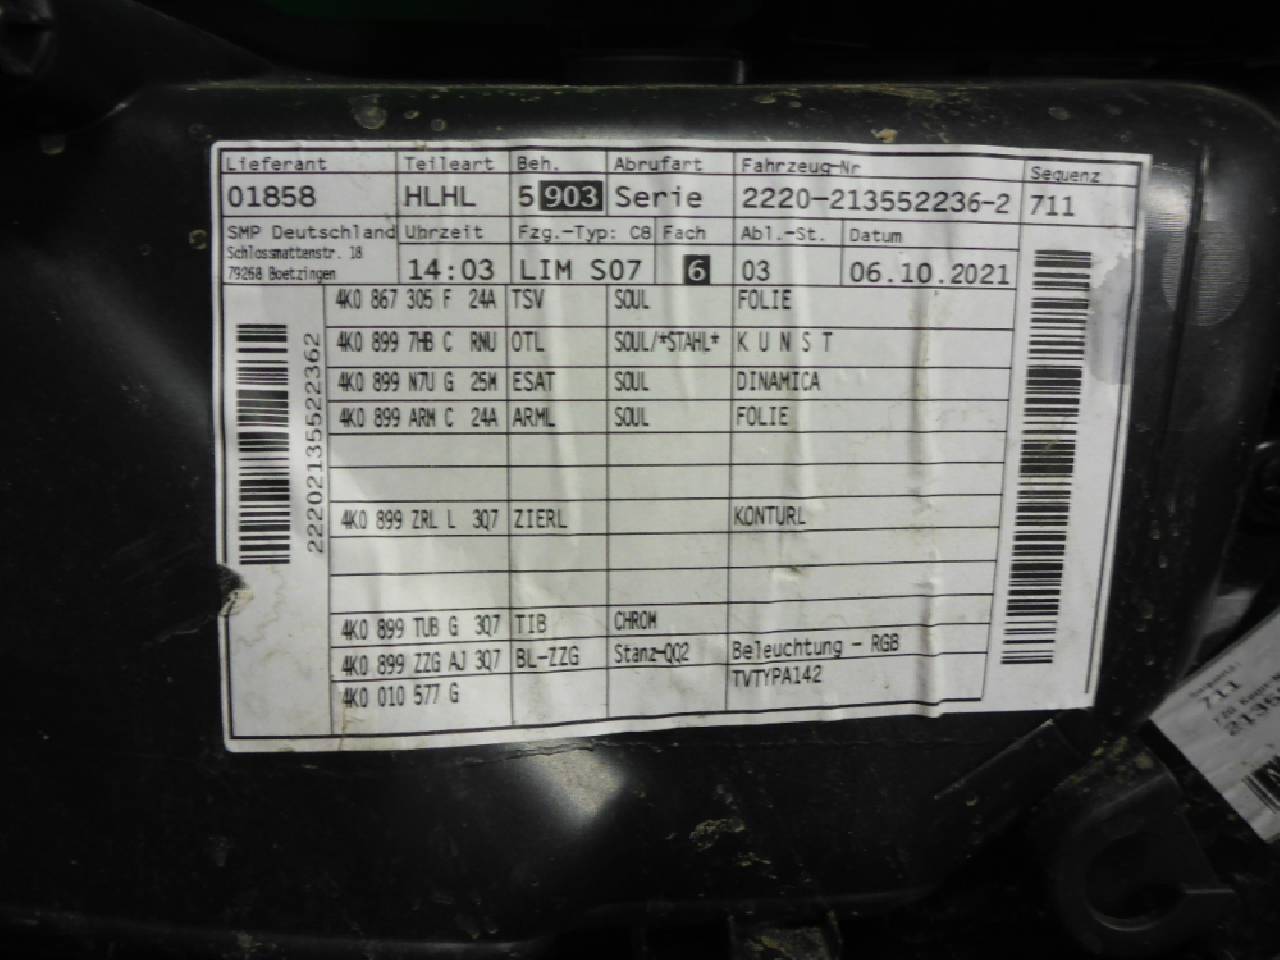 Lieferant Teileart Beh. Abrufart Fahrzeug-Nr Sequenz
01858 HLHL 5 903 Serie 2220-213552236-2 711
SMP Deutschland Uhrzeit Fzg.-Typ: C8 Fach Abl.-St. Datum
Schlossmattenstr. 18
79268 Boetzingen 14:03 LIM S07 6 03 06.10.2021
4K0 867 305 F 24A TSV SOUL FOLIE
4K0 899 7HB C RNU OTL SOUL/*STAHL* K U N S T
4K0 899 N7U G 25M ESAT SOUL DINAMICA
4K0 899 ARM C 24A ARML SOUL FOLIE
4K0 899 ZRL L 3Q7 ZIERL KONTURL
4K0 899 TUB G 3Q7 TIB CHROM
4K0 899 ZZG AJ 3Q7 BL-ZZG Stanz-QQ2 Beleuchtung - RGB
4K0 010 577 G TVTYPA142
2220213552236​2
711